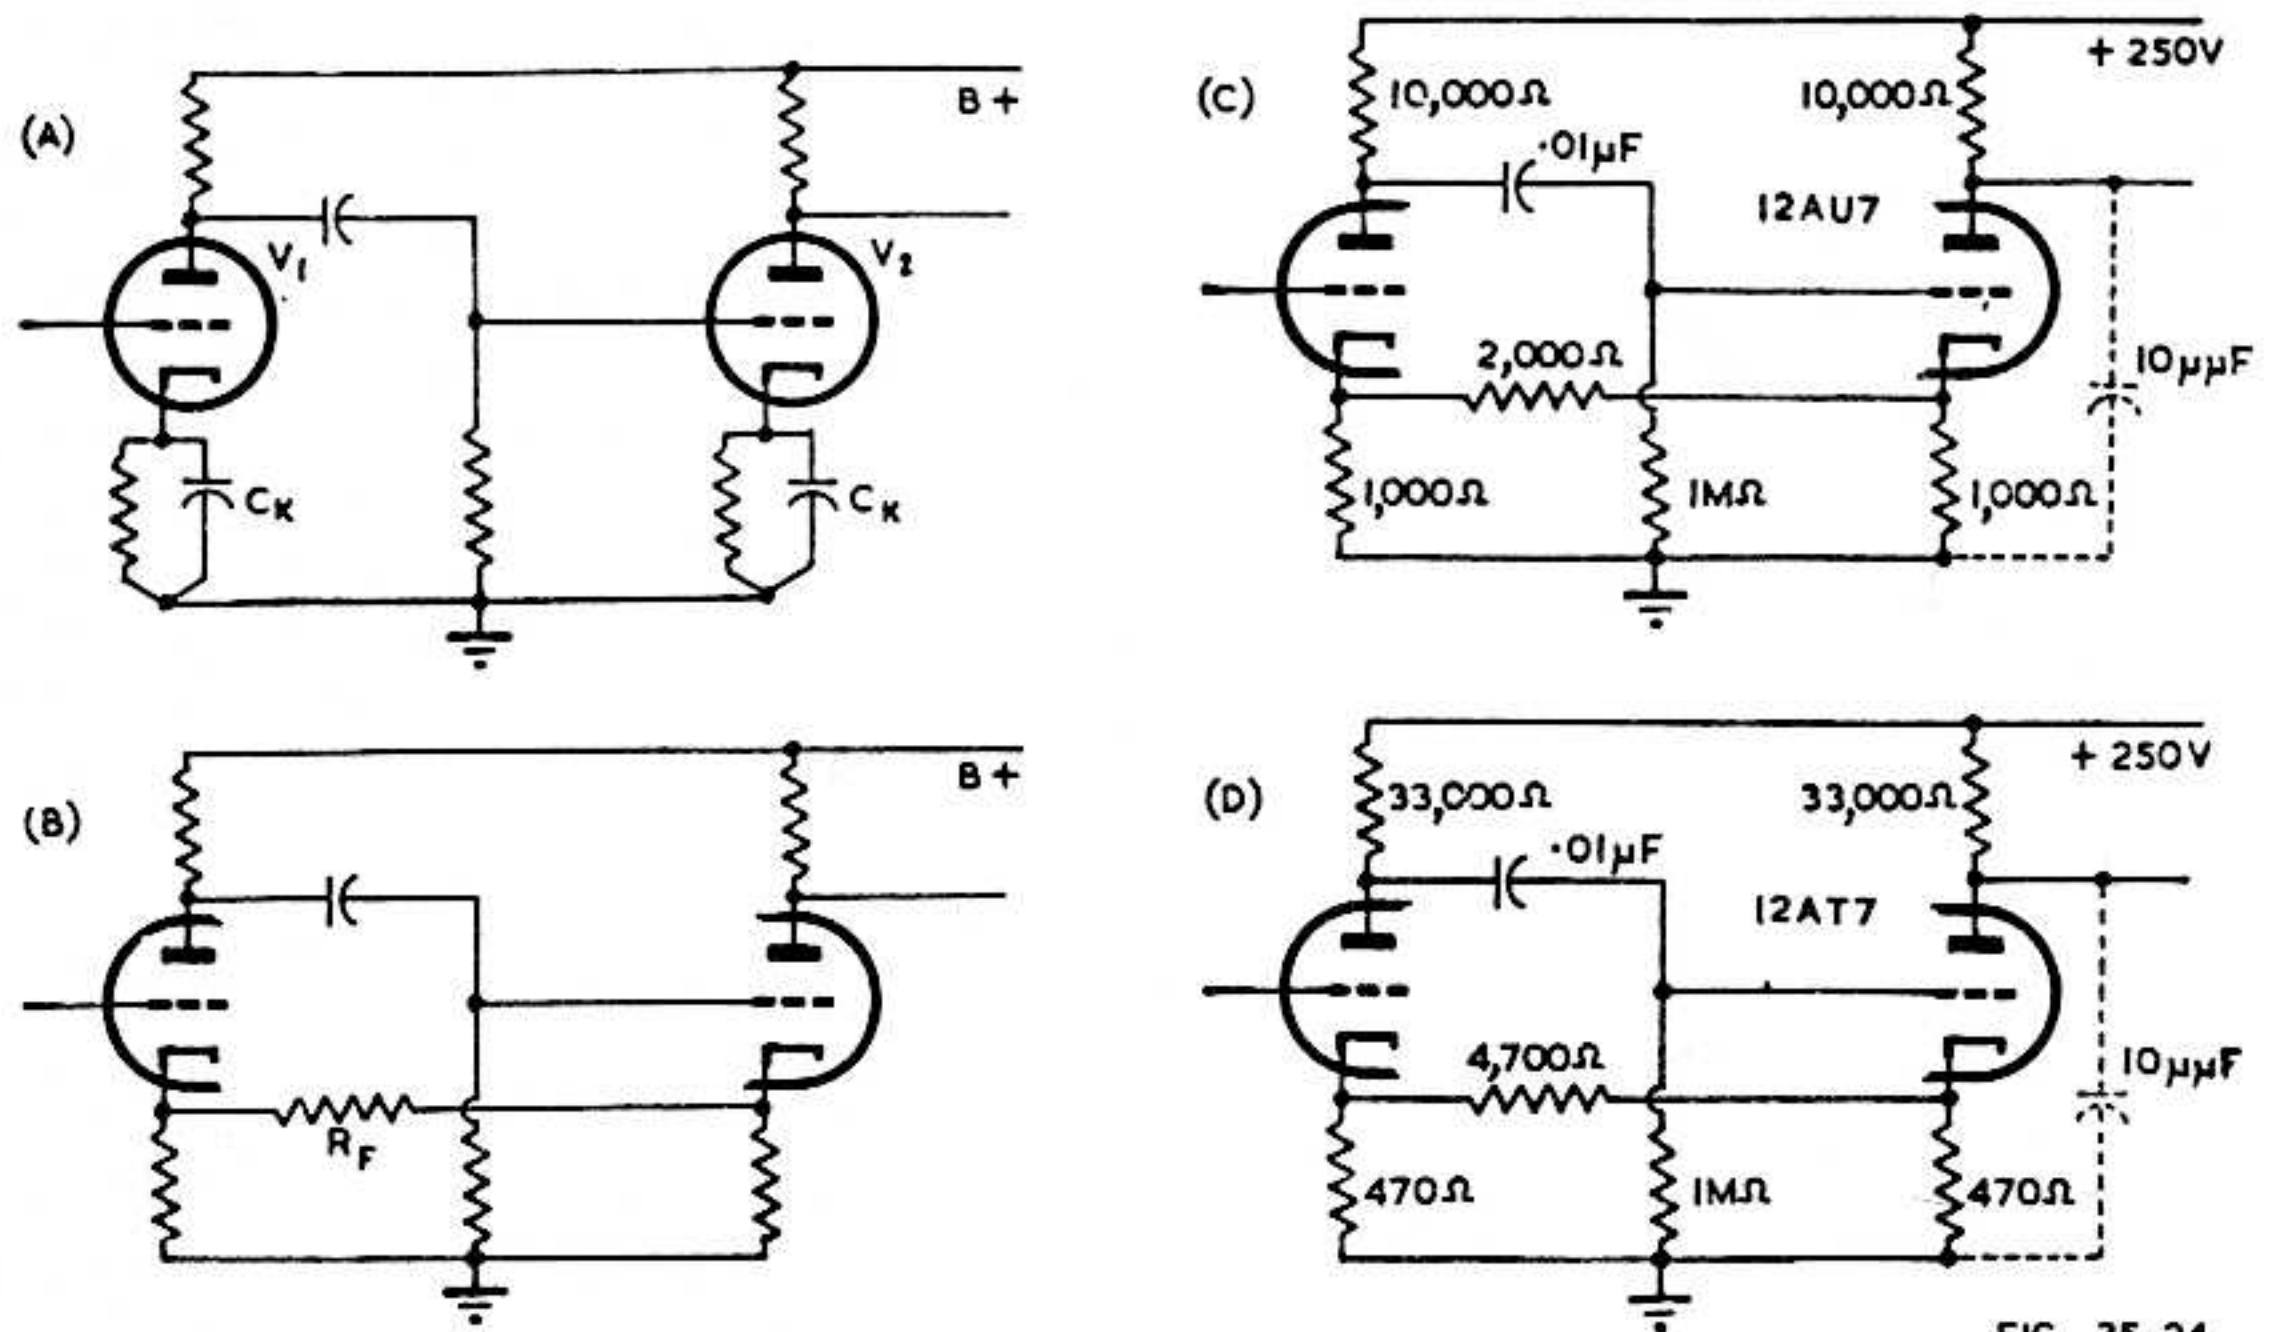 (A)
B+
V1
V2
CK
CK
(B)
B+
RF
(C)
+ 250V
10,000Ω
10,000Ω
·01μF
12AU7
2,000Ω
10μμF
1,000Ω
1MΩ
1,000Ω
(D)
+ 250V
33,000Ω
33,000Ω
·01μF
12AT7
4,700Ω
10μμF
470Ω
1MΩ
470Ω